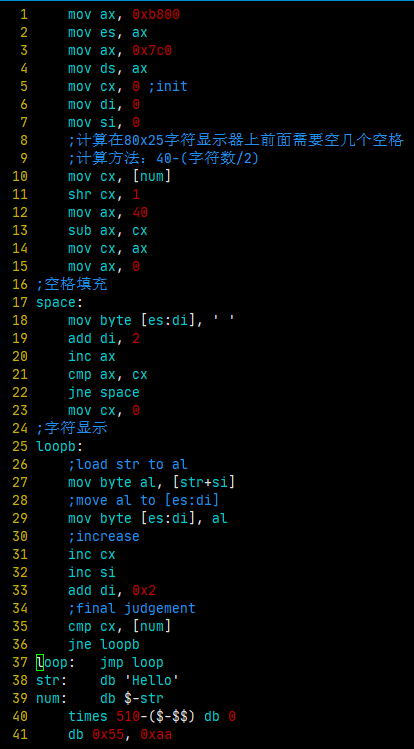 1 mov ax, 0xb800
2 mov es, ax
3 mov ax, 0x7c0
4 mov ds, ax
5 mov cx, 0 ;init
6 mov di, 0
7 mov si, 0
8 ;计算在80x25字符显示器上前面需要空几个空格
9 ;计算方法：40-(字符数/2)
10 mov cx, [num]
11 shr cx, 1
12 mov ax, 40
13 sub ax, cx
14 mov cx, ax
15 mov ax, 0
16 ;空格填充
17 space:
18 mov byte [es:di], ' '
19 add di, 2
20 inc ax
21 cmp ax, cx
22 jne space
23 mov cx, 0
24 ;字符显示
25 loopb:
26 ;load str to al
27 mov byte al, [str+si]
28 ;move al to [es:di]
29 mov byte [es:di], al
30 ;increase
31 inc cx
32 inc si
33 add di, 0x2
34 ;final judgement
35 cmp cx, [num]
36 jne loopb
37 loop: jmp loop
38 str: db 'Hello'
39 num: db $-str
40 times 510-($-$$) db 0
41 db 0x55, 0xaa